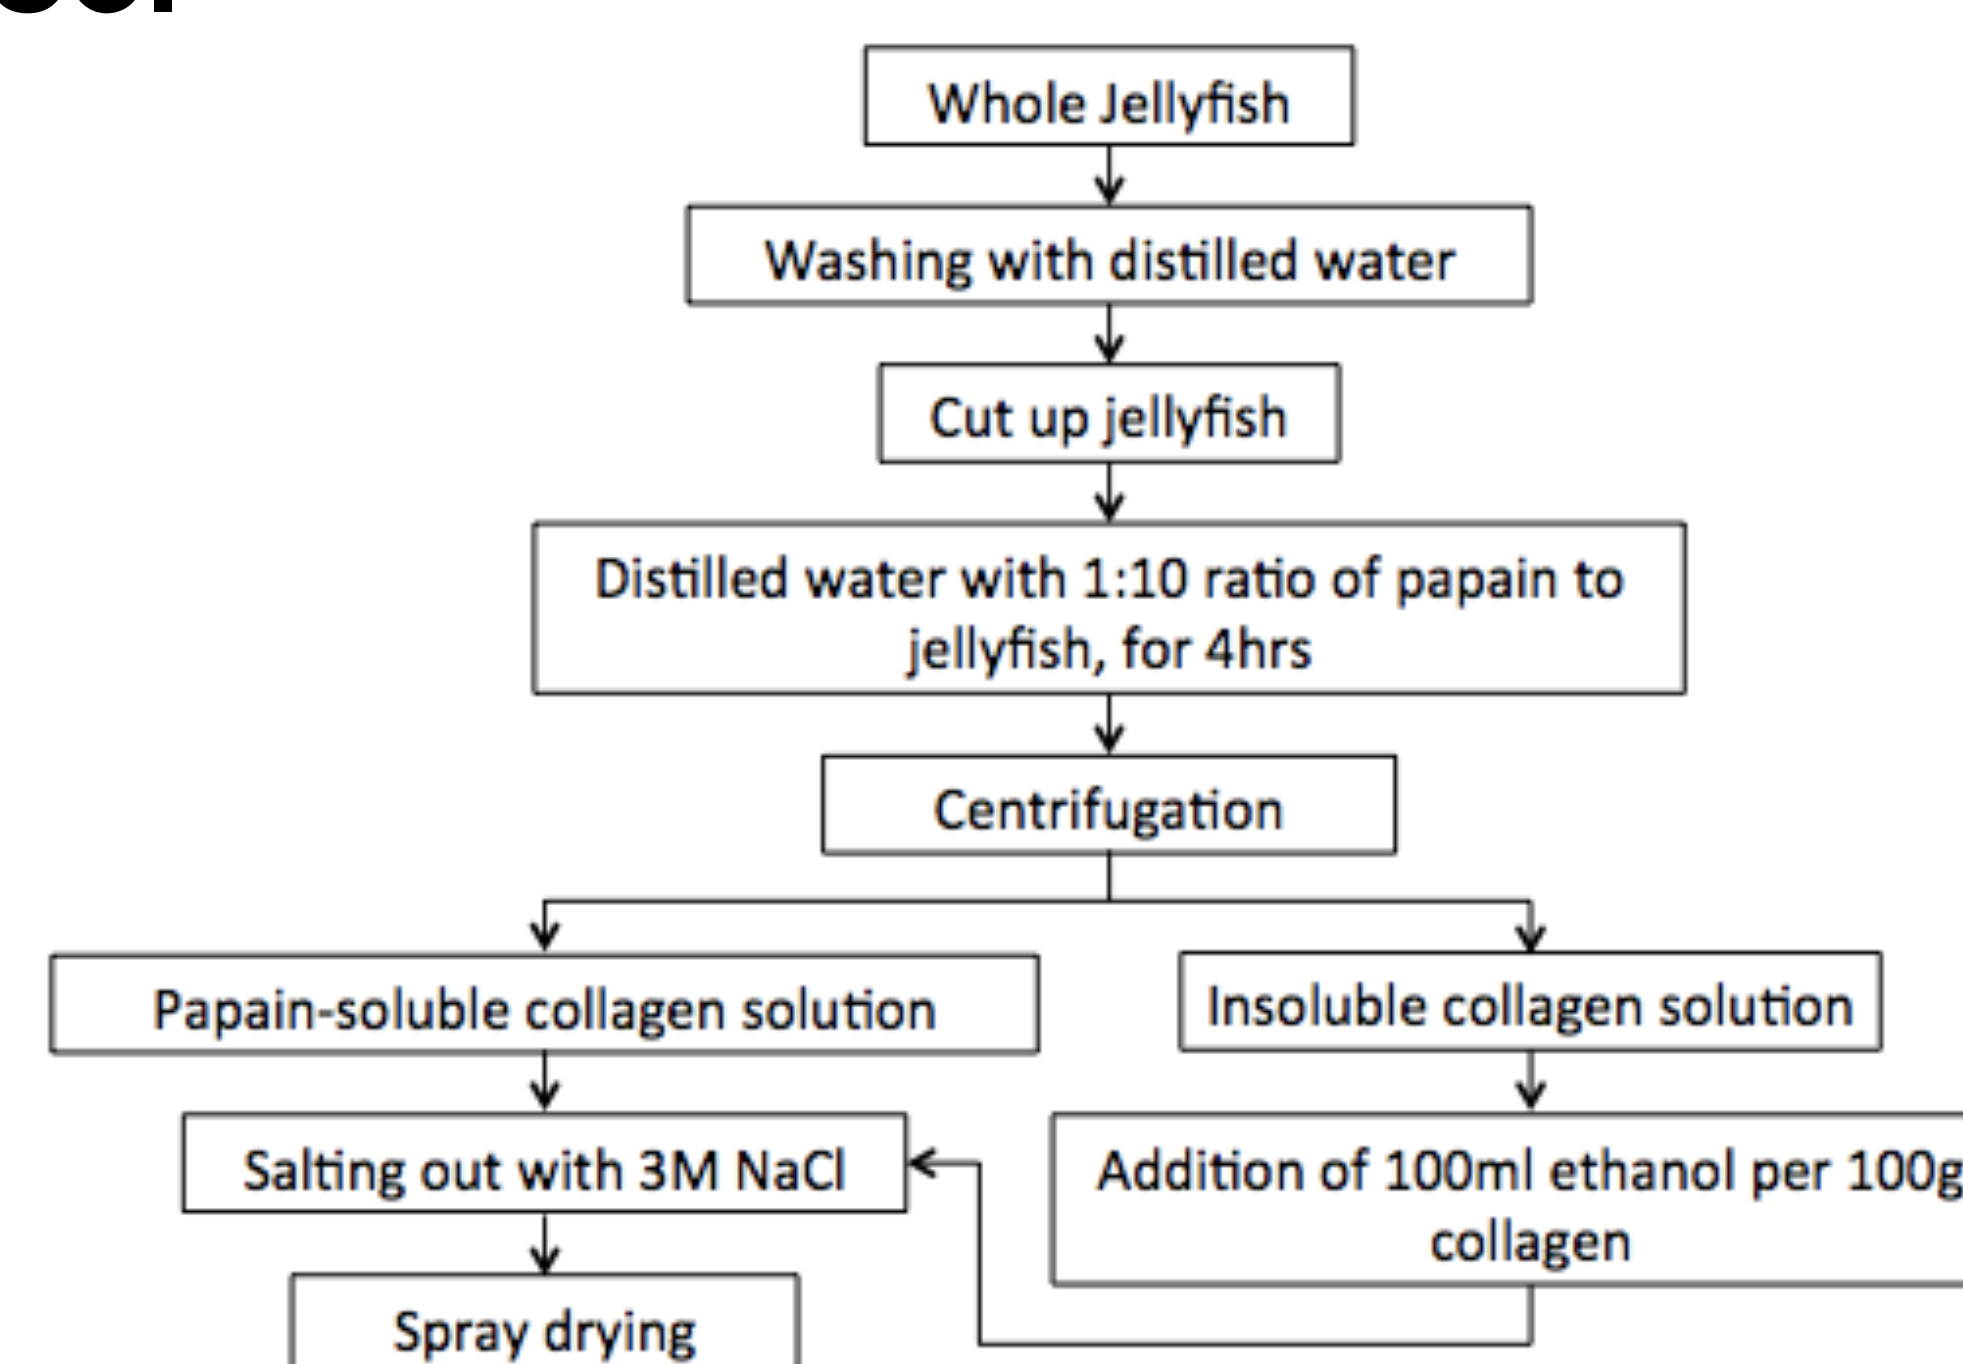 Whole Jellyfish
Washing with distilled water
Cut up jellyfish
Distilled water with 1:10 ratio of papain to
jellyfish, for 4hrs
Centrifugation
Papain-soluble collagen solution
Insoluble collagen solution
Salting out with 3M NaCl
Addition of 100ml ethanol per 100g
collagen
Spray drying